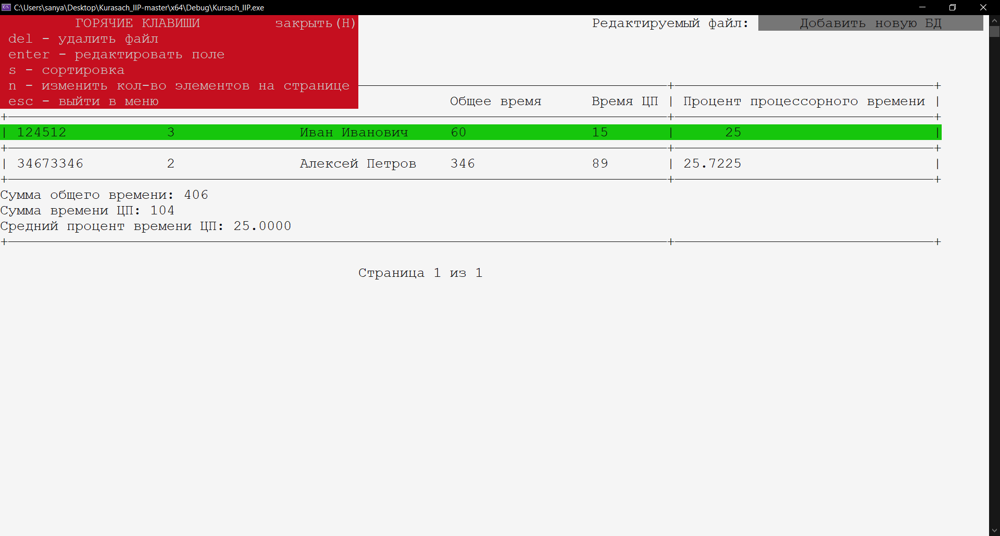 C:\Users\sanya\Desktop\Kurasach_IIP-master\x64\Debug\Kursach_IIP.exe
ГОРЯЧИЕ КЛАВИШИ закрыть(H) Редактируемый файл: Добавить новую БД
del - удалить файл
enter - редактировать поле
s - сортировка
n - изменить кол-во элементов на странице
esc - выйти в меню Общее время Время ЦП | Процент процессорного времени |
| 124512 3 Иван Иванович 60 15 | 25 |
| 34673346 2 Алексей Петров 346 89 | 25.7225 |
Сумма общего времени: 406
Сумма времени ЦП: 104
Средний процент времени ЦП: 25.0000
Страница 1 из 1